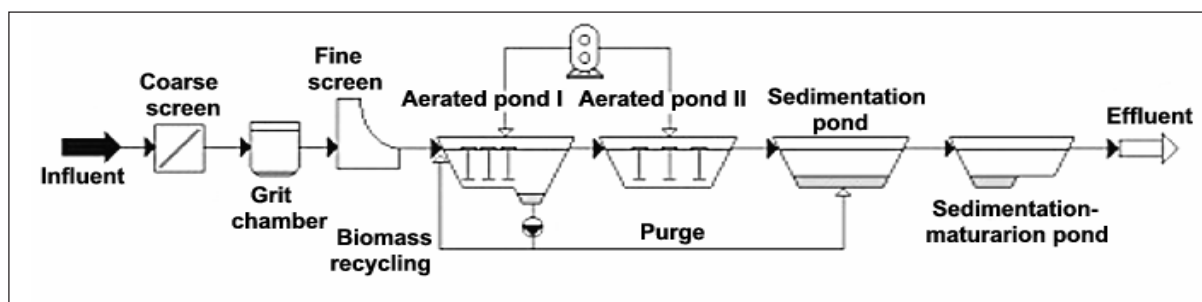 Influent
Coarse
screen
Grit
chamber
Fine
screen
Aerated pond I
Aerated pond II
Sedimentation
pond
Sedimentation-
maturarion pond
Effluent
Biomass
recycling
Purge